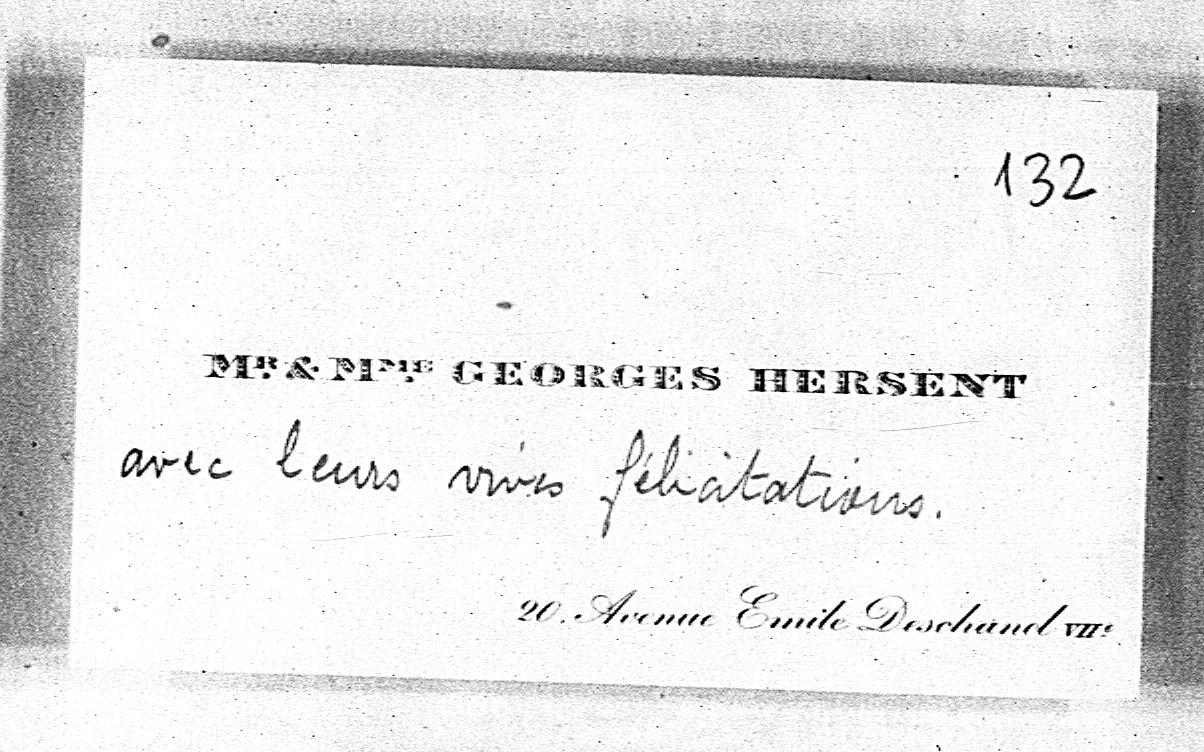 132
Mr. & Mme. GEORGES HERSENT
avec leurs vives félicitations.
20. Avenue Emile Deschanel VIIe.